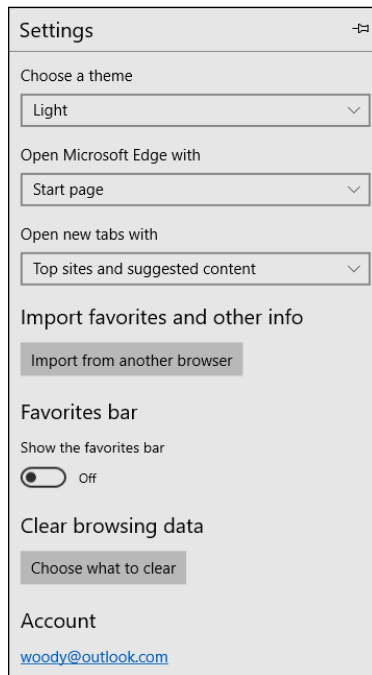 Settings
Choose a theme
Light
Open Microsoft Edge with
Start page
Open new tabs with
Top sites and suggested content
Import favorites and other info
Import from another browser
Favorites bar
Show the favorites bar
Off
Clear browsing data
Choose what to clear
Account
woody@outlook.com